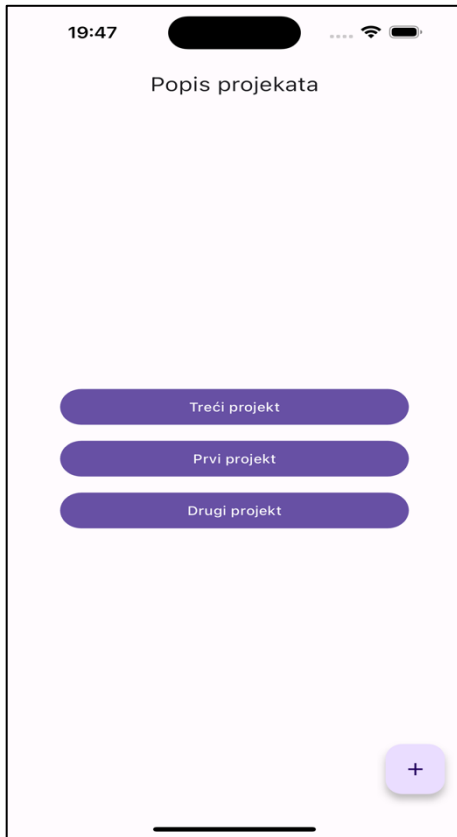 19:47
Popis projekata
Treći projekt
Prvi projekt
Drugi projekt
+